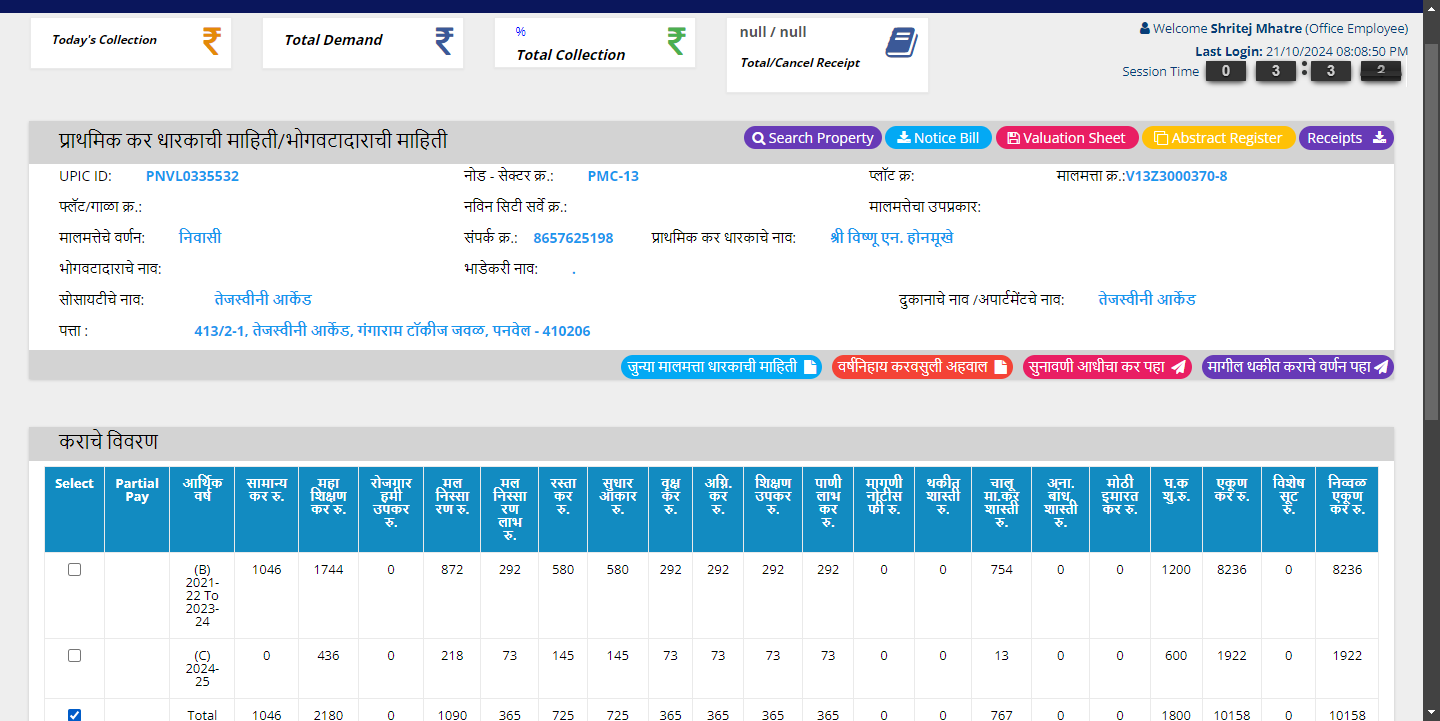 Today's Collection
Total Demand
%
Total Collection
null / null
Total/Cancel Receipt
Welcome Shritej Mhatre (Office Employee)
Last Login: 21/10/2024 08:08:50 PM
Session Time 0 3 : 3 2
प्राथमिक कर धारकाची माहिती/भोगवटादाराची माहिती
Search Property Notice Bill Valuation Sheet Abstract Register Receipts
UPIC ID: PNVL0335532 नोड - सेक्टर क्र.: PMC-13 प्लॉट क्र: मालमत्ता क्र.:V13Z3000370-8
फ्लॅट/गाळा क्र.: नविन सिटी सर्वे क्र.: मालमत्तेचा उपप्रकार:
मालमत्तेचे वर्णन: निवासी संपर्क क्र.: 8657625198 प्राथमिक कर धारकाचे नाव: श्री विष्णू एन. होनमूखे
भोगवटादाराचे नाव: भाडेकरी नाव: .
सोसायटीचे नाव: तेजस्वीनी आर्केड दुकानाचे नाव /अपार्टमेंटचे नाव: तेजस्वीनी आर्केड
पत्ता : 413/2-1, तेजस्वीनी आर्केड, गंगाराम टॉकीज जवळ, पनवेल - 410206
जुन्या मालमत्ता धारकाची माहिती वर्षनिहाय करवसुली अहवाल सुनावणी आधीचा कर पहा मागील थकीत कराचे वर्णन पहा
कराचे विवरण
Select
Partial
Pay
आर्थिक
वर्ष
सामान्य
कर रु.
महा
शिक्षण
कर रु.
रोजगार
हमी
उपकर
रु.
मल
निस्सा
रण रु.
मल
निस्सा
रण
लाभ
रु.
रस्ता
कर
रु.
सुधार
आकार
रु.
वृक्ष
कर
रु.
अग्नि.
कर
रु.
शिक्षण
उपकर
रु.
पाणी
लाभ
कर
रु.
मागणी
नोटीस
फी रु.
थकीत
शास्ती
रु.
चालू
मा.कर
शास्ती
रु.
अना.
बांध.
शास्ती
रु.
मोठी
इमारत
कर रु.
घ.क
शु.रु.
एकूण
कर रु.
विशेष
सूट
रु.
निव्वळ
एकूण
कर रु.
(B)
2021-
22 To
2023-
24
1046 1744 0 872 292 580 580 292 292 292 292 0 0 754 0 0 1200 8236 0 8236
(C)
2024-
25
0 436 0 218 73 145 145 73 73 73 73 0 0 13 0 0 600 1922 0 1922
Total 1046 2180 0 1090 365 725 725 365 365 365 365 0 0 767 0 0 1800 10158 0 10158